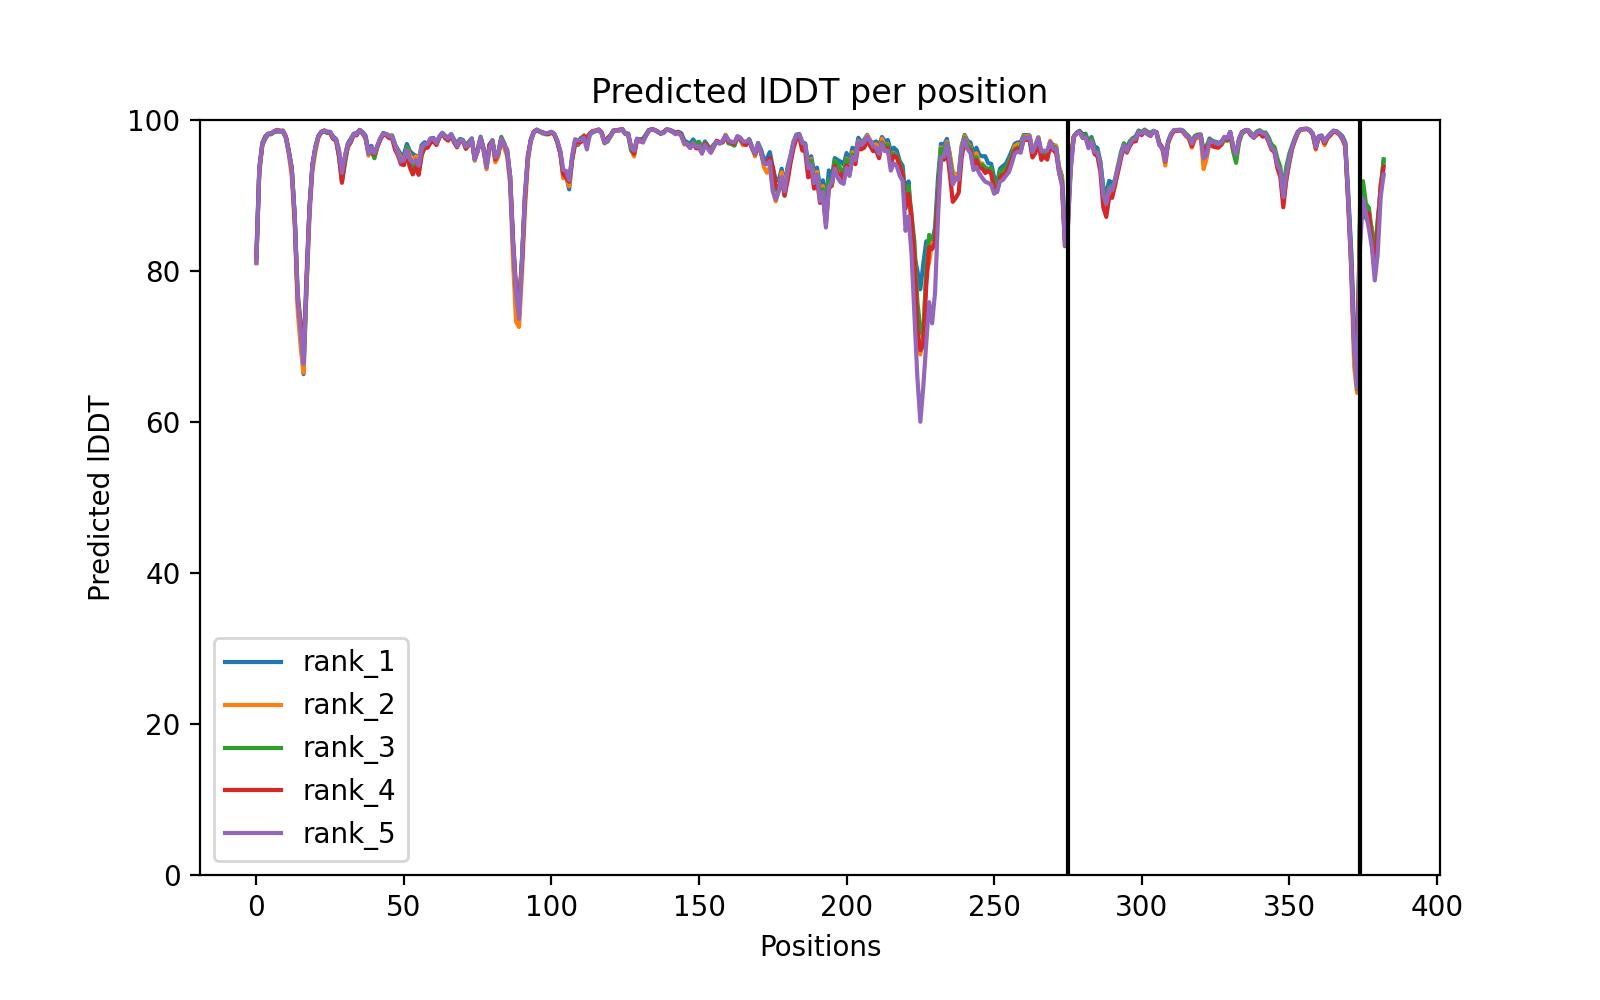 Predicted lDDT per position
Predicted lDDT
100
80
60
40
20
0
rank_1
rank_2
rank_3
rank_4
rank_5
0 50 100 150 200 250 300 350 400
Positions